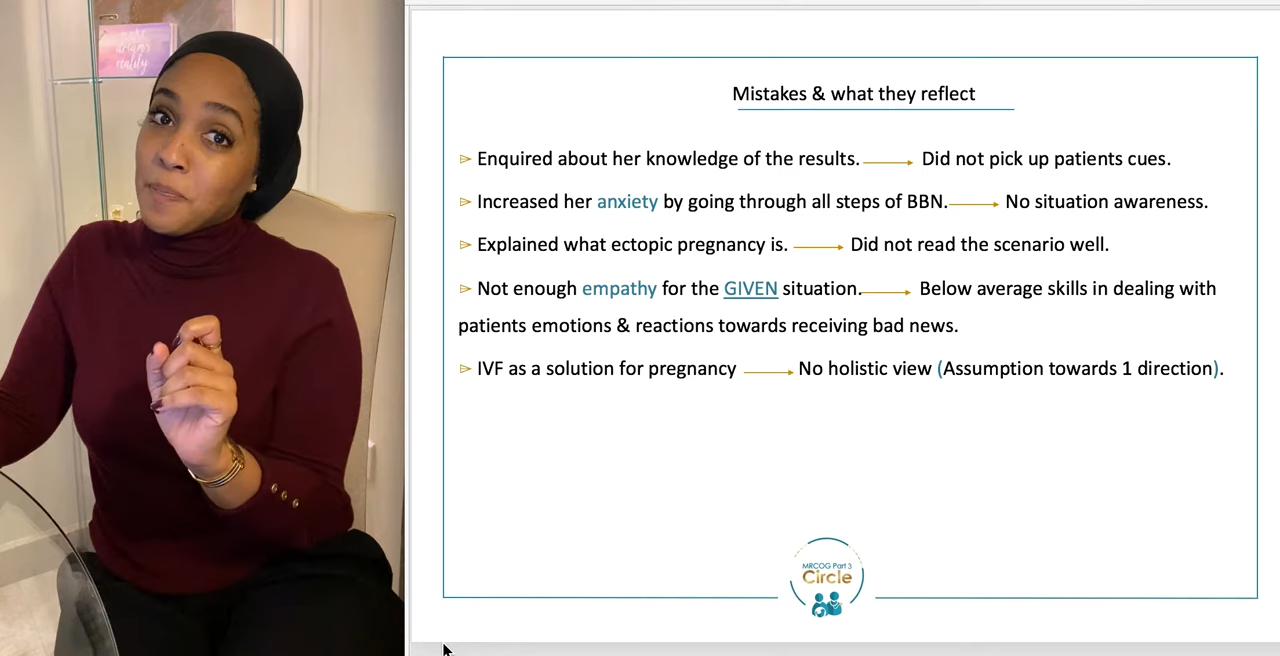 make
dreams
reality
Mistakes & what they reflect
Enquired about her knowledge of the results. Did not pick up patients cues.
Increased her anxiety by going through all steps of BBN. No situation awareness.
Explained what ectopic pregnancy is. Did not read the scenario well.
Not enough empathy for the GIVEN situation. Below average skills in dealing with
patients emotions & reactions towards receiving bad news.
IVF as a solution for pregnancy No holistic view (Assumption towards 1 direction).
MRCOG Part 3
Circle